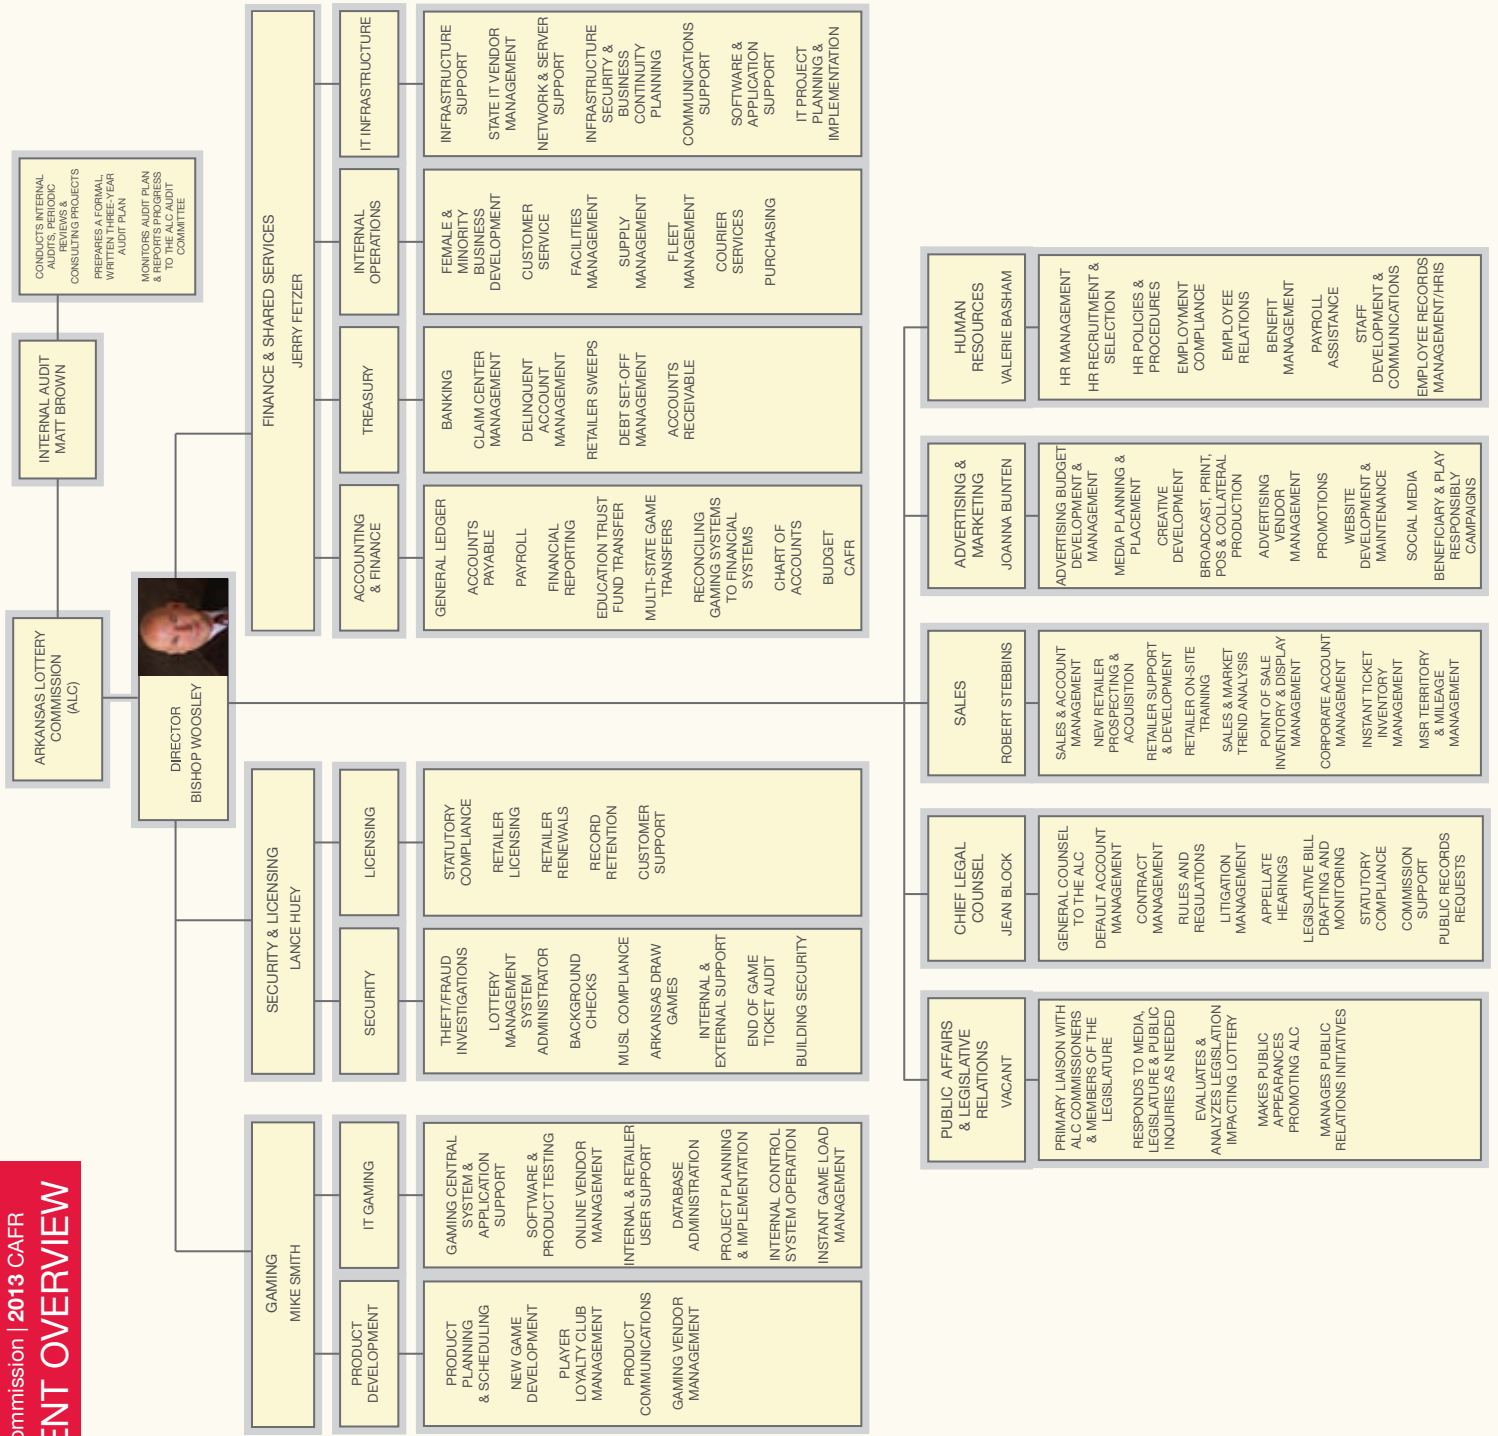 ommission | 2013 CAFR
ENT OVERVIEW
ARKANSAS LOTTERY
COMMISSION
(ALC)
INTERNAL AUDIT
MATT BROWN
CONDUCTS INTERNAL
AUDITS, PERIODIC
REVIEWS &
CONSULTING PROJECTS
PREPARES A FORMAL,
WRITTEN THREE-YEAR
AUDIT PLAN
MONITORS AUDIT PLAN
& REPORTS PROGRESS
TO THE ALC AUDIT
COMMITTEE
DIRECTOR
BISHOP WOOSLEY
GAMING
MIKE SMITH
PRODUCT
DEVELOPMENT
PRODUCT
PLANNING
& SCHEDULING
NEW GAME
DEVELOPMENT
PLAYER
LOYALTY CLUB
MANAGEMENT
PRODUCT
COMMUNICATIONS
GAMING VENDOR
MANAGEMENT
IT GAMING
GAMING CENTRAL
SYSTEM &
APPLICATION
SUPPORT
SOFTWARE &
PRODUCT TESTING
ONLINE VENDOR
MANAGEMENT
INTERNAL & RETAILER
USER SUPPORT
DATABASE
ADMINISTRATION
PROJECT PLANNING
& IMPLEMENTATION
INTERNAL CONTROL
SYSTEM OPERATION
INSTANT GAME LOAD
MANAGEMENT
SECURITY & LICENSING
LANCE HUEY
SECURITY
THEFT/FRAUD
INVESTIGATIONS
LOTTERY
MANAGEMENT
SYSTEM
ADMINISTRATOR
BACKGROUND
CHECKS
MUSL COMPLIANCE
ARKANSAS DRAW
GAMES
INTERNAL &
EXTERNAL SUPPORT
END OF GAME
TICKET AUDIT
BUILDING SECURITY
LICENSING
STATUTORY
COMPLIANCE
RETAILER
LICENSING
RETAILER
RENEWALS
RECORD
RETENTION
CUSTOMER
SUPPORT
FINANCE & SHARED SERVICES
JERRY FETZER
ACCOUNTING
& FINANCE
GENERAL LEDGER
ACCOUNTS
PAYABLE
PAYROLL
FINANCIAL
REPORTING
EDUCATION TRUST
FUND TRANSFER
MULTI-STATE GAME
TRANSFERS
RECONCILING
GAMING SYSTEMS
TO FINANCIAL
SYSTEMS
CHART OF
ACCOUNTS
BUDGET
CAFR
TREASURY
BANKING
CLAIM CENTER
MANAGEMENT
DELINQUENT
ACCOUNT
MANAGEMENT
RETAILER SWEEPS
DEBT SET-OFF
MANAGEMENT
ACCOUNTS
RECEIVABLE
INTERNAL
OPERATIONS
FEMALE &
MINORITY
BUSINESS
DEVELOPMENT
CUSTOMER
SERVICE
FACILITIES
MANAGEMENT
SUPPLY
MANAGEMENT
FLEET
MANAGEMENT
COURIER
SERVICES
PURCHASING
IT INFRASTRUCTURE
INFRASTRUCTURE
SUPPORT
STATE IT VENDOR
MANAGEMENT
NETWORK & SERVER
SUPPORT
INFRASTRUCTURE
SECURITY &
BUSINESS
CONTINUITY
PLANNING
COMMUNICATIONS
SUPPORT
SOFTWARE &
APPLICATION
SUPPORT
IT PROJECT
PLANNING &
IMPLEMENTATION
PUBLIC AFFAIRS
& LEGISLATIVE
RELATIONS
VACANT
PRIMARY LIAISON WITH
ALC COMMISSIONERS
& MEMBERS OF THE
LEGISLATURE
RESPONDS TO MEDIA,
LEGISLATURE & PUBLIC
INQUIRIES AS NEEDED
EVALUATES &
ANALYZES LEGISLATION
IMPACTING LOTTERY
MAKES PUBLIC
APPEARANCES
PROMOTING ALC
MANAGES PUBLIC
RELATIONS INITIATIVES
CHIEF LEGAL
COUNSEL
JEAN BLOCK
GENERAL COUNSEL
TO THE ALC
DEFAULT ACCOUNT
MANAGEMENT
CONTRACT
MANAGEMENT
RULES AND
REGULATIONS
LITIGATION
MANAGEMENT
APPELLATE
HEARINGS
LEGISLATIVE BILL
DRAFTING AND
MONITORING
STATUTORY
COMPLIANCE
COMMISSION
SUPPORT
PUBLIC RECORDS
REQUESTS
SALES
ROBERT STEBBINS
SALES & ACCOUNT
MANAGEMENT
NEW RETAILER
PROSPECTING &
ACQUISITION
RETAILER SUPPORT
& DEVELOPMENT
RETAILER ON-SITE
TRAINING
SALES & MARKET
TREND ANALYSIS
POINT OF SALE
INVENTORY & DISPLAY
MANAGEMENT
CORPORATE ACCOUNT
MANAGEMENT
INSTANT TICKET
INVENTORY
MANAGEMENT
MSR TERRITORY
& MILEAGE
MANAGEMENT
ADVERTISING &
MARKETING
JOANNA BUNTEN
ADVERTISING BUDGET
DEVELOPMENT &
MANAGEMENT
MEDIA PLANNING &
PLACEMENT
CREATIVE
DEVELOPMENT
BROADCAST, PRINT,
POS & COLLATERAL
PRODUCTION
ADVERTISING
VENDOR
MANAGEMENT
PROMOTIONS
WEBSITE
DEVELOPMENT &
MAINTENANCE
SOCIAL MEDIA
BENEFICIARY & PLAY
RESPONSIBLY
CAMPAIGNS
HUMAN
RESOURCES
VALERIE BASHAM
HR MANAGEMENT
HR RECRUITMENT &
SELECTION
HR POLICIES &
PROCEDURES
EMPLOYMENT
COMPLIANCE
EMPLOYEE
RELATIONS
BENEFIT
MANAGEMENT
PAYROLL
ASSISTANCE
STAFF
DEVELOPMENT &
COMMUNICATIONS
EMPLOYEE RECORDS
MANAGEMENT/HRIS